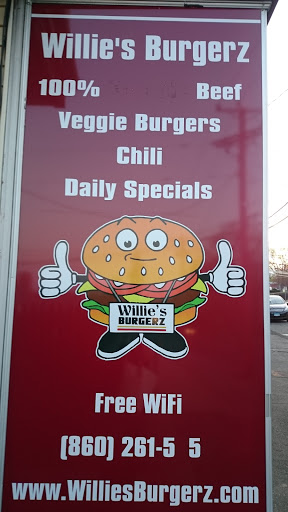 Willie's Burgerz
100% Beef
Veggie Burgers
Chili
Daily Specials
Willie's
BURGERZ
Free WiFi
(860) 261-5 5
www.WilliesBurgerz.com